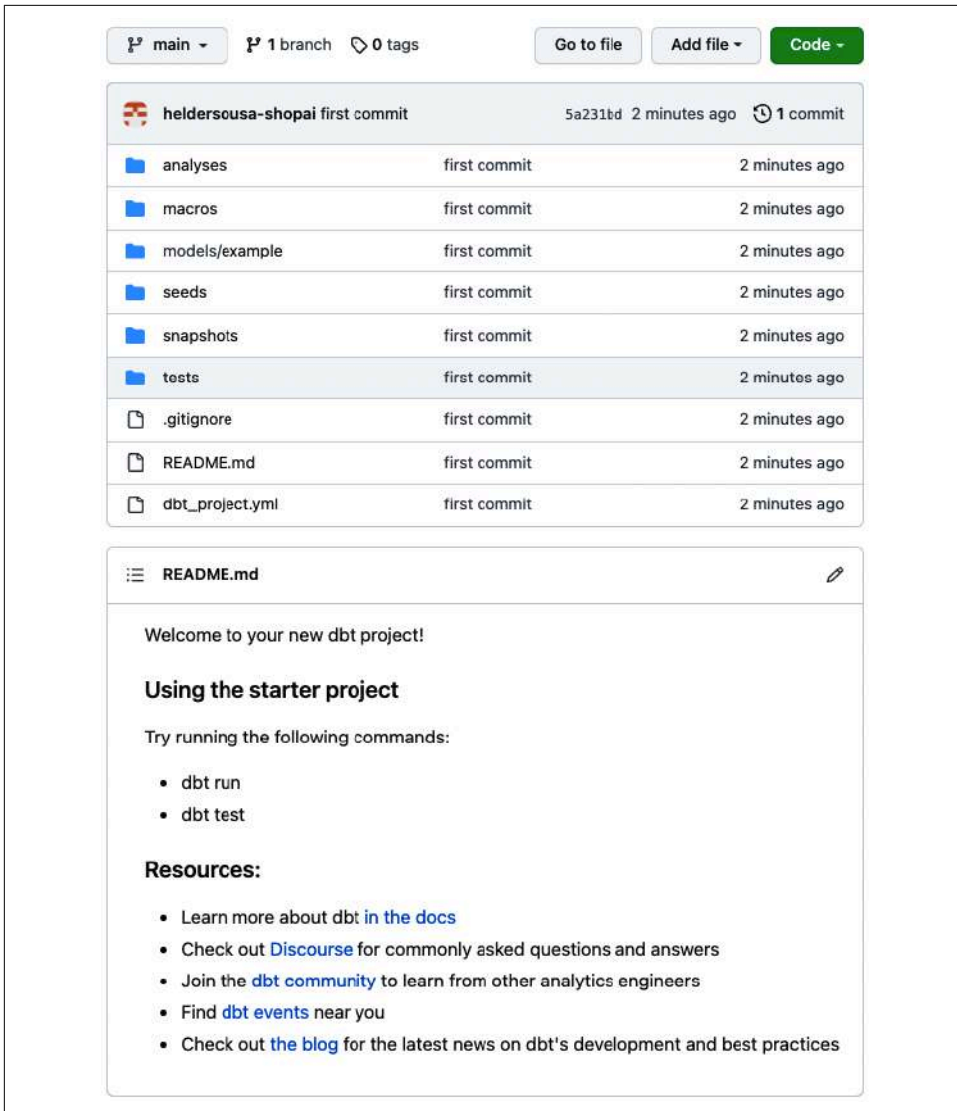 main 1 branch 0 tags Go to file Add file Code
heldersousa-shopai first commit 5a231bd 2 minutes ago 1 commit
analyses first commit 2 minutes ago
macros first commit 2 minutes ago
models/example first commit 2 minutes ago
seeds first commit 2 minutes ago
snapshots first commit 2 minutes ago
tests first commit 2 minutes ago
.gitignore first commit 2 minutes ago
README.md first commit 2 minutes ago
dbt_project.yml first commit 2 minutes ago
README.md
Welcome to your new dbt project!
Using the starter project
Try running the following commands:
• dbt run
• dbt test
Resources:
• Learn more about dbt in the docs
• Check out Discourse for commonly asked questions and answers
• Join the dbt community to learn from other analytics engineers
• Find dbt events near you
• Check out the blog for the latest news on dbt's development and best practices